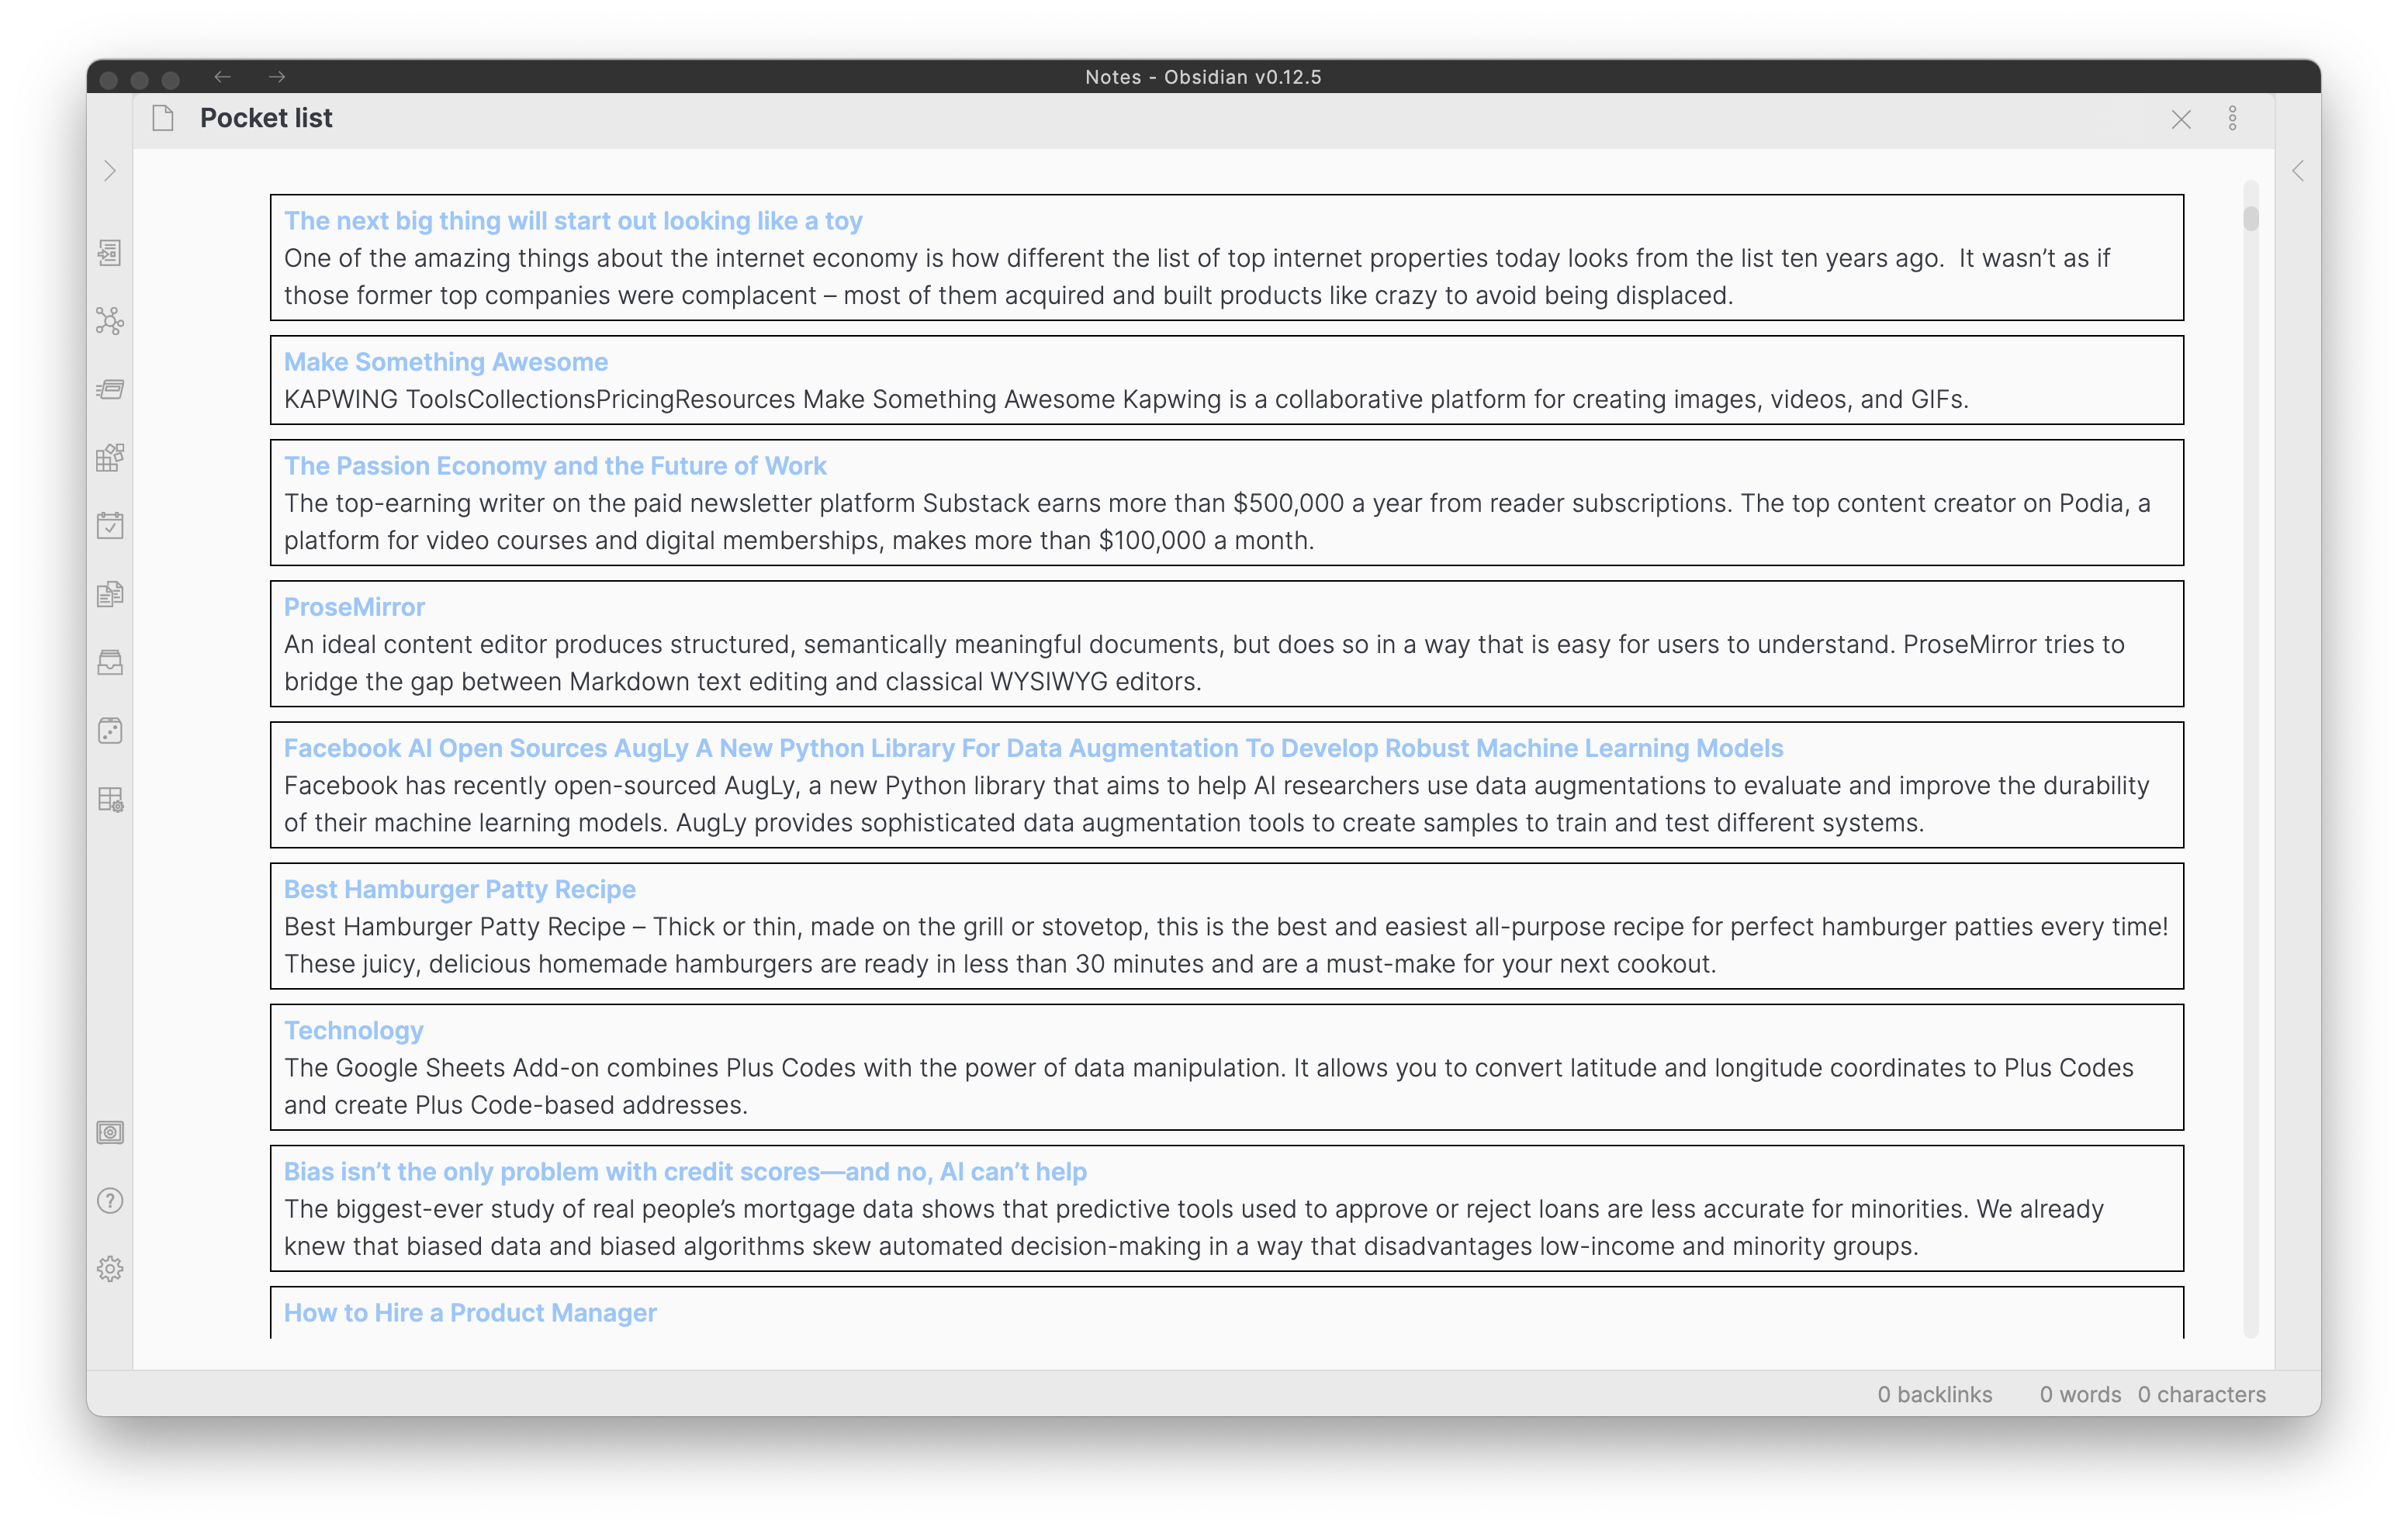 Notes - Obsidian v0.12.5
Pocket list
The next big thing will start out looking like a toy
One of the amazing things about the internet economy is how different the list of top internet properties today looks from the list ten years ago.  It wasn’t as if
those former top companies were complacent – most of them acquired and built products like crazy to avoid being displaced.
Make Something Awesome
KAPWING ToolsCollectionsPricingResources Make Something Awesome Kapwing is a collaborative platform for creating images, videos, and GIFs.
The Passion Economy and the Future of Work
The top-earning writer on the paid newsletter platform Substack earns more than $500,000 a year from reader subscriptions. The top content creator on Podia, a
platform for video courses and digital memberships, makes more than $100,000 a month.
ProseMirror
An ideal content editor produces structured, semantically meaningful documents, but does so in a way that is easy for users to understand. ProseMirror tries to
bridge the gap between Markdown text editing and classical WYSIWYG editors.
Facebook AI Open Sources AugLy A New Python Library For Data Augmentation To Develop Robust Machine Learning Models
Facebook has recently open-sourced AugLy, a new Python library that aims to help AI researchers use data augmentations to evaluate and improve the durability
of their machine learning models. AugLy provides sophisticated data augmentation tools to create samples to train and test different systems.
Best Hamburger Patty Recipe
Best Hamburger Patty Recipe – Thick or thin, made on the grill or stovetop, this is the best and easiest all-purpose recipe for perfect hamburger patties every time!
These juicy, delicious homemade hamburgers are ready in less than 30 minutes and are a must-make for your next cookout.
Technology
The Google Sheets Add-on combines Plus Codes with the power of data manipulation. It allows you to convert latitude and longitude coordinates to Plus Codes
and create Plus Code-based addresses.
Bias isn’t the only problem with credit scores—and no, AI can’t help
The biggest-ever study of real people’s mortgage data shows that predictive tools used to approve or reject loans are less accurate for minorities. We already
knew that biased data and biased algorithms skew automated decision-making in a way that disadvantages low-income and minority groups.
How to Hire a Product Manager
0 backlinks 0 words 0 characters